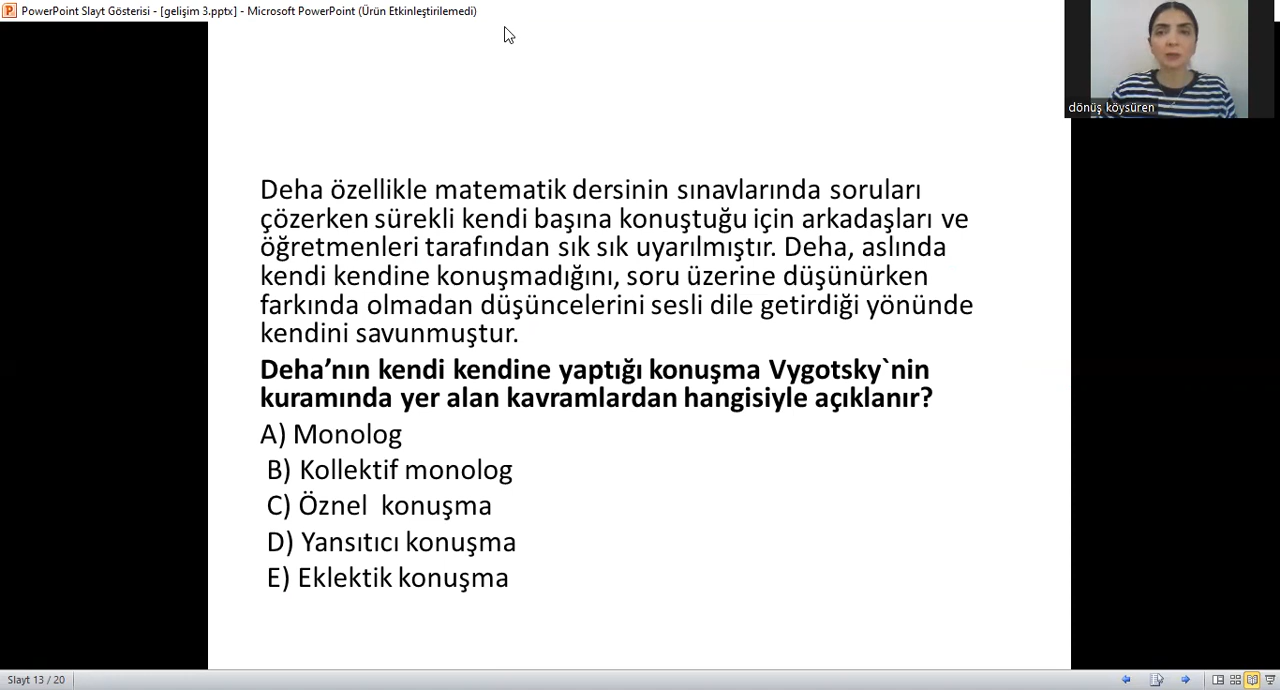 PowerPoint Slayt Gösterisi - [gelişim 3.pptx] - Microsoft PowerPoint (Ürün Etkinleştirilemedi)
dönüş köysüren
Deha özellikle matematik dersinin sınavlarında soruları
çözerken sürekli kendi başına konuştuğu için arkadaşları ve
öğretmenleri tarafından sık sık uyarılmıştır. Deha, aslında
kendi kendine konuşmadığını, soru üzerine düşünürken
farkında olmadan düşüncelerini sesli dile getirdiği yönünde
kendini savunmuştur.
Deha’nın kendi kendine yaptığı konuşma Vygotsky`nin
kuramında yer alan kavramlardan hangisiyle açıklanır?
A) Monolog
B) Kollektif monolog
C) Öznel  konuşma
D) Yansıtıcı konuşma
E) Eklektik konuşma
Slayt 13 / 20